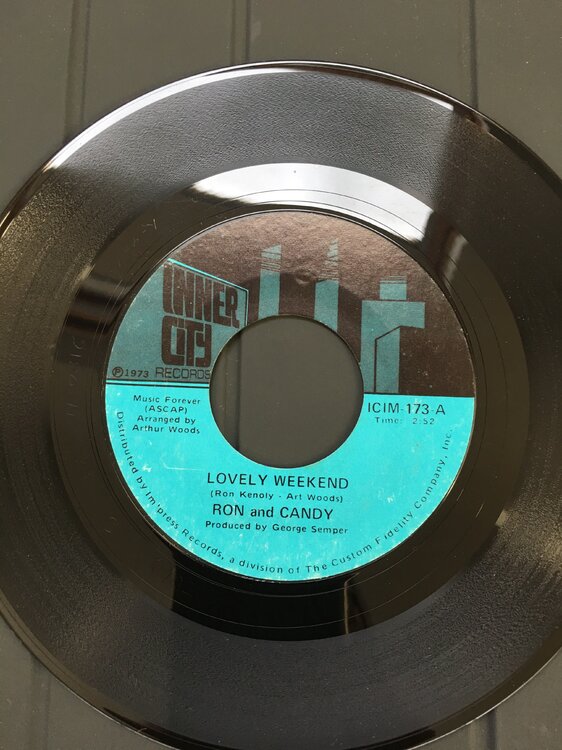 INNER
CITY
℗1973 RECORDS
Music Forever
(ASCAP)
Arranged by
Arthur Woods
ICIM-173-A
Time: 2:52
LOVELY WEEKEND
(Ron Kenoly - Art Woods)
RON and CANDY
Produced by George Semper
Distributed by Im'press Records, a division of The Custom Fidelity Company, Inc.